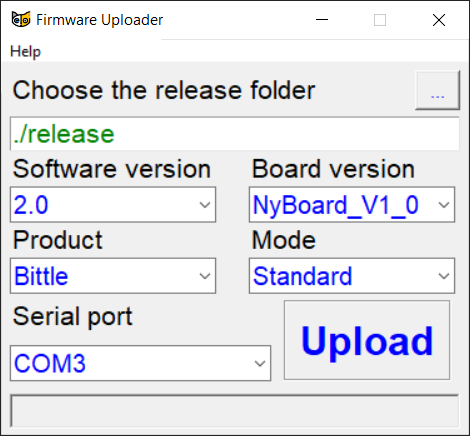 Firmware Uploader
Help
Choose the release folder
...
./release
Software version Board version
2.0 NyBoard_V1_0
Product Mode
Bittle Standard
Serial port
Upload
COM3